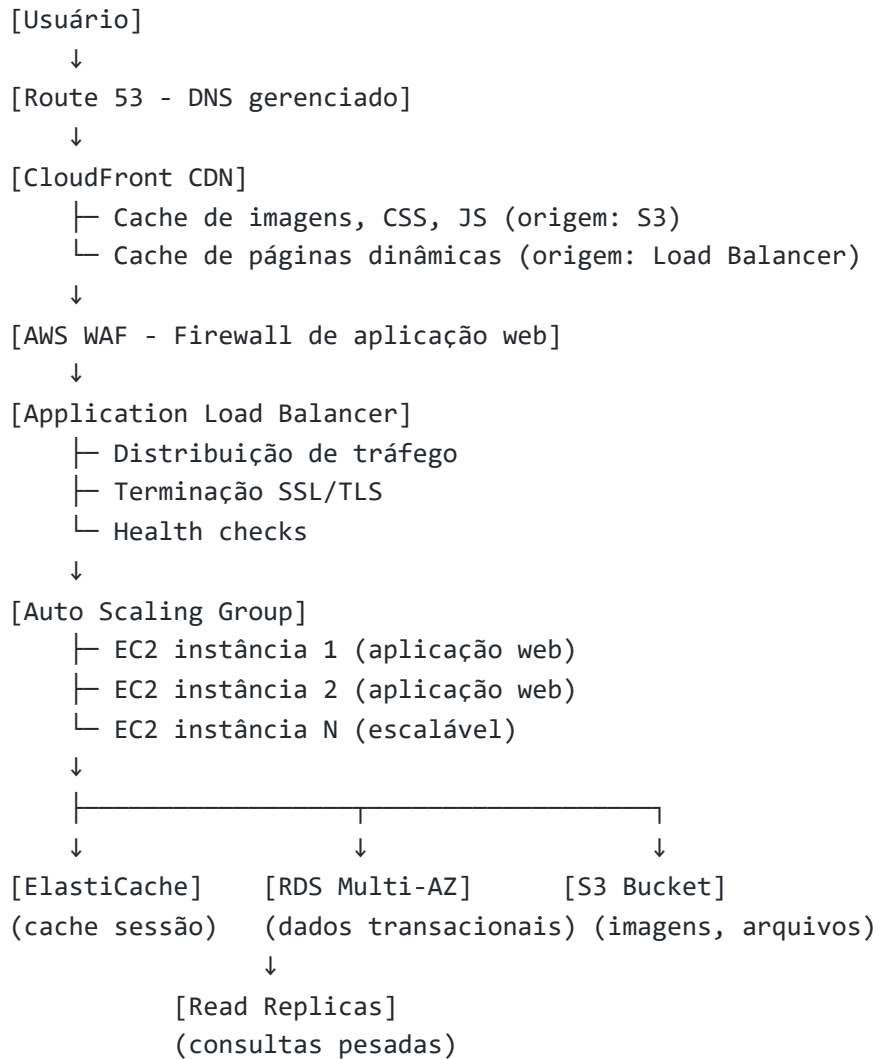 [Usuário]
↓
[Route 53 - DNS gerenciado]
↓
[CloudFront CDN]
├─ Cache de imagens, CSS, JS (origem: S3)
└─ Cache de páginas dinâmicas (origem: Load Balancer)
↓
[AWS WAF - Firewall de aplicação web]
↓
[Application Load Balancer]
├─ Distribuição de tráfego
├─ Terminação SSL/TLS
└─ Health checks
↓
[Auto Scaling Group]
├─ EC2 instância 1 (aplicação web)
├─ EC2 instância 2 (aplicação web)
└─ EC2 instância N (escalável)
↓
├─────────────────┬─────────────────┐
↓ ↓ ↓
[ElastiCache] [RDS Multi-AZ] [S3 Bucket]
(cache sessão) (dados transacionais) (imagens, arquivos)
↓
[Read Replicas]
(consultas pesadas)